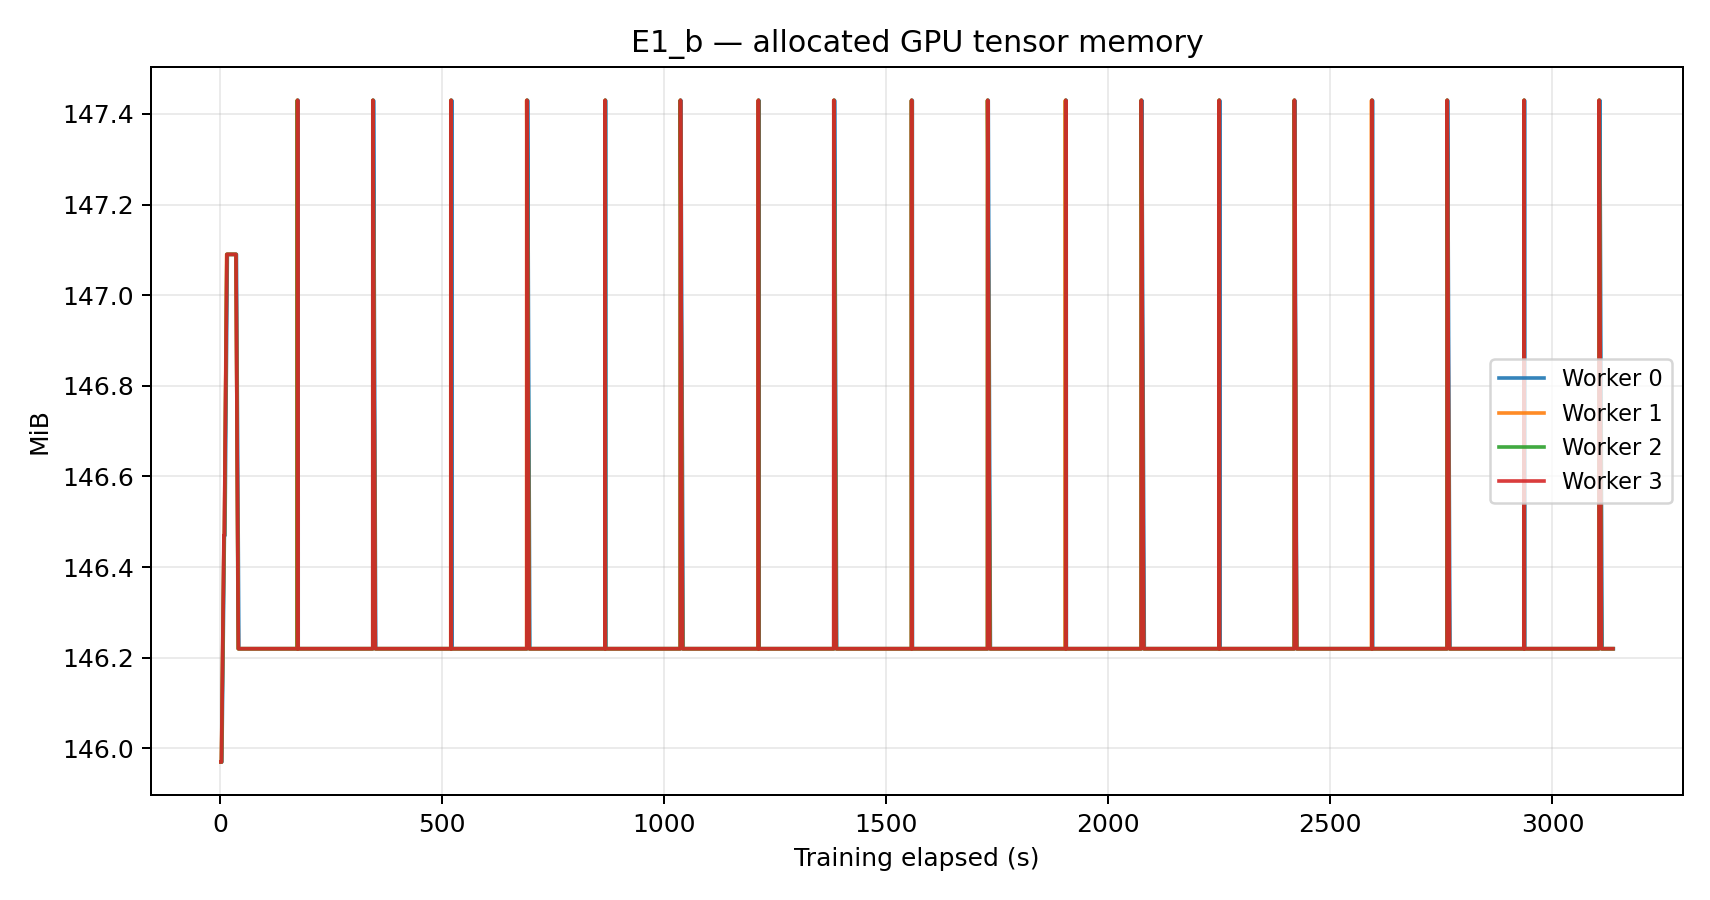 E1_b — allocated GPU tensor memory
MiB
147.4
147.2
147.0
146.8
146.6
146.4
146.2
146.0
Worker 0
Worker 1
Worker 2
Worker 3
0 500 1000 1500 2000 2500 3000
Training elapsed (s)